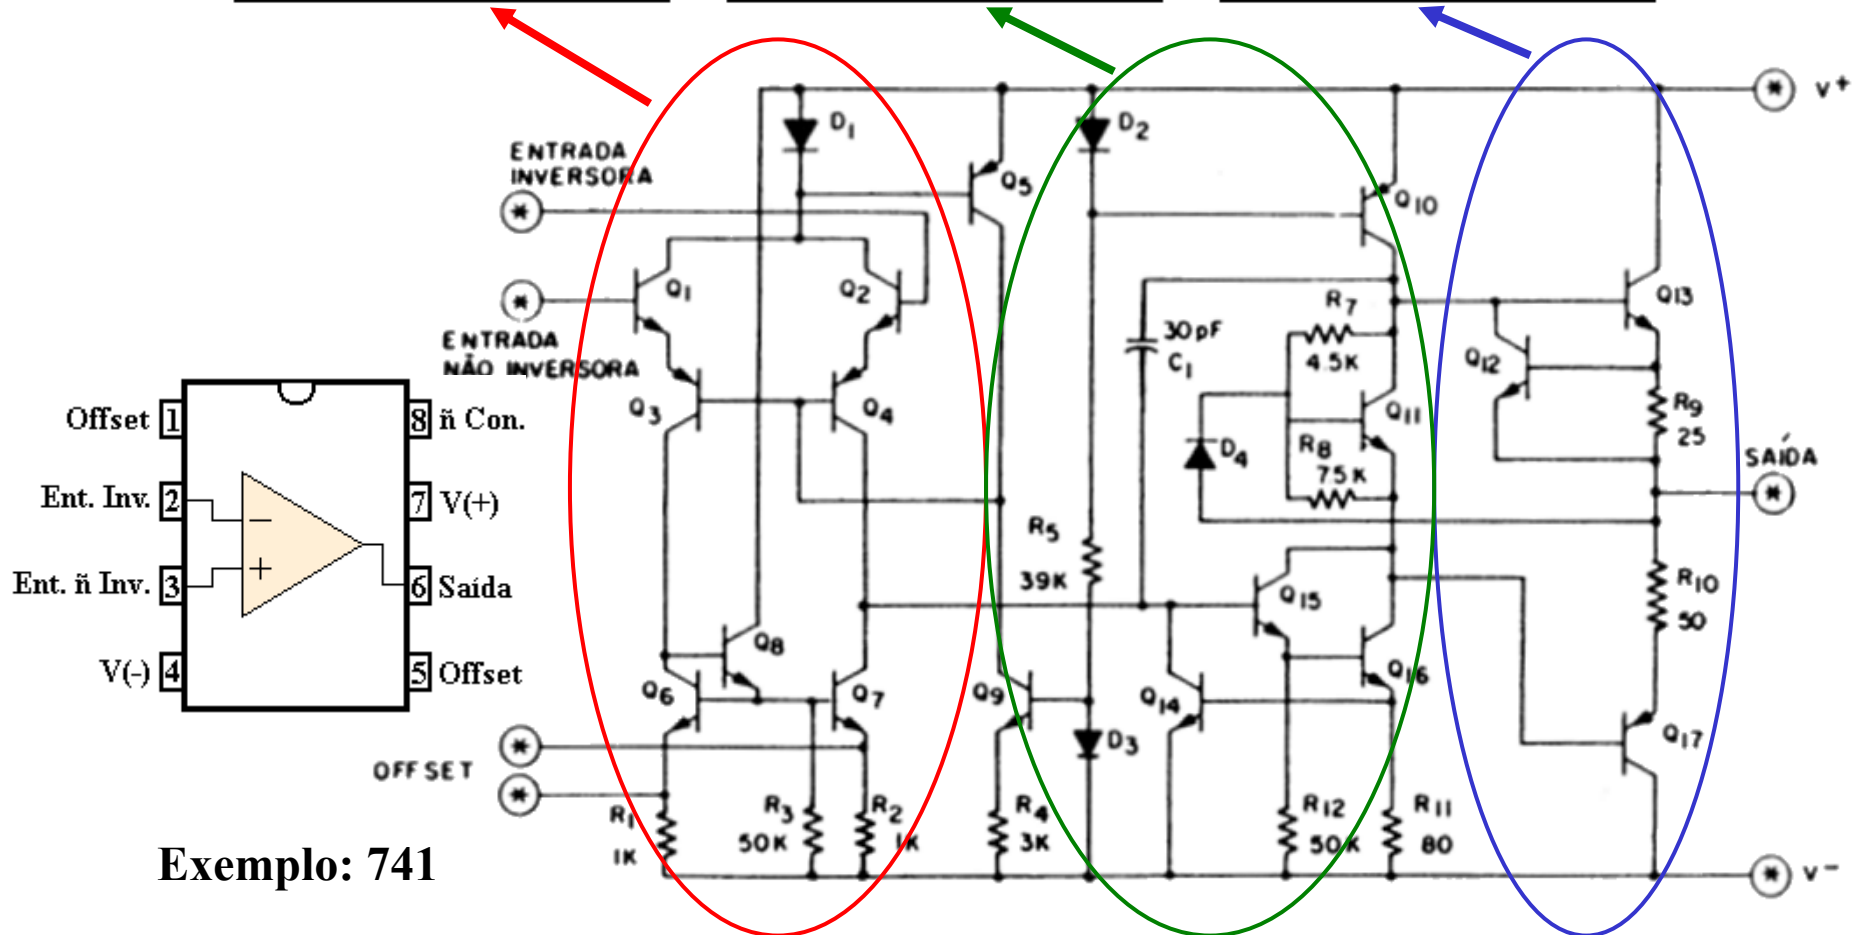 V+
D1
D2
ENTRADA
INVERSORA
Q5
Q10
Q1
Q2
R7
4.5K
Q13
ENTRADA
NÃO INVERSORA
30pF
C1
Q12
Q3
Q4
Q11
R9
25
Offset 1
8 ñ Con.
D4
R8
75K
SAÍDA
Ent. Inv. 2
7 V(+)
−
R5
39K
+
Ent. ñ Inv. 3
6 Saída
Q15
R10
50
Q8
V(-) 4
5 Offset
Q6
Q7
Q9
Q14
Q16
D3
Q17
OFFSET
R1
1K
R3
50K
R2
1K
R4
3K
R12
50K
R11
80
Exemplo: 741
V-